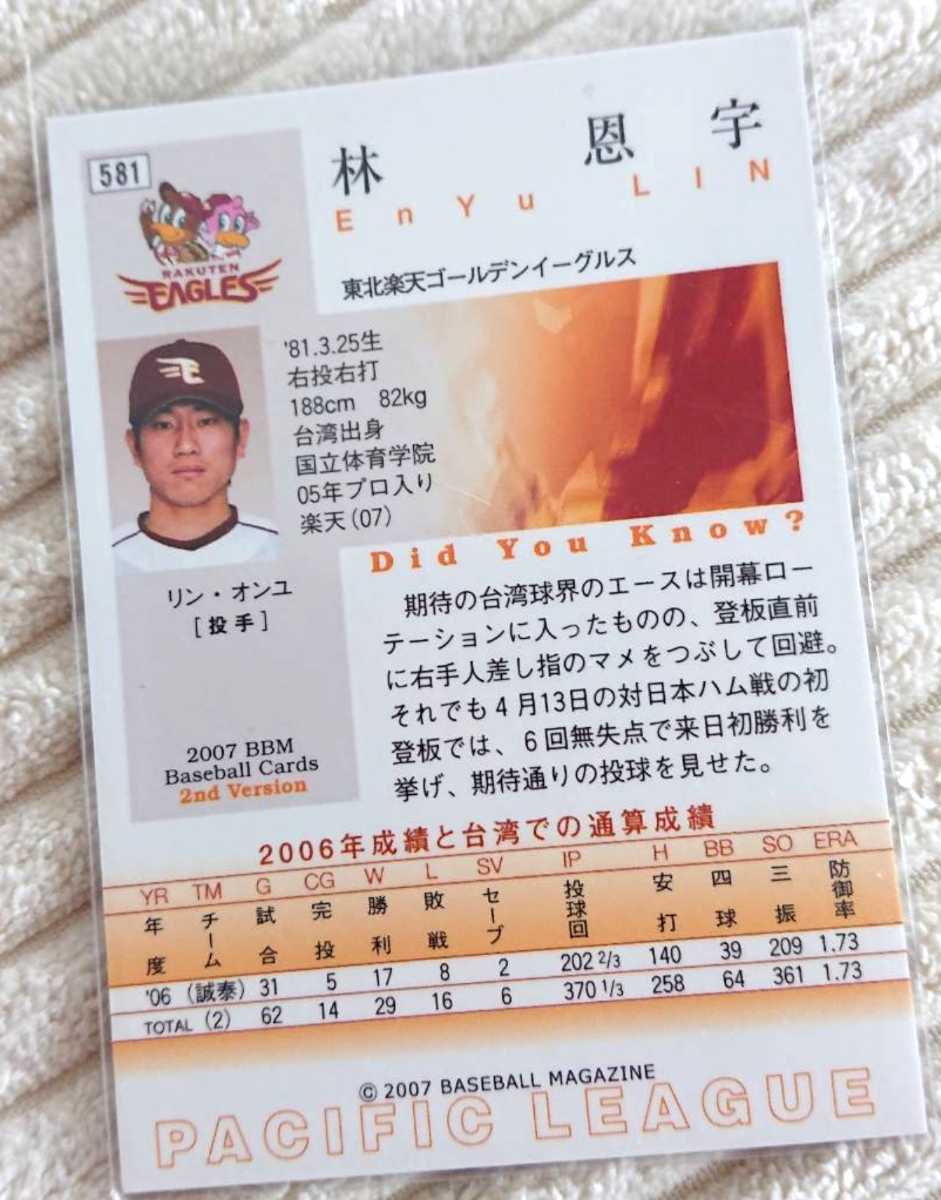 581
林 恩 宇
EnYu LIN
RAKUTEN
EAGLES
東北楽天ゴールデンイーグルス
'81.3.25生
右投右打
188cm 82kg
台湾出身
国立体育学院
05年プロ入り
楽天(07)
リン・オンユ
[投手]
2007 BBM
Baseball Cards
2nd Version
Did You Know?
期待の台湾球界のエースは開幕ロー
テーションに入ったものの、登板直前
に右手人差し指のマメをつぶして回避。
それでも4月13日の対日本ハム戦の初
登板では、6回無失点で来日初勝利を
挙げ、期待通りの投球を見せた。
2006年成績と台湾での通算成績
YR TM G CG W L SV IP H BB SO ERA
年度 チーム 試合 完投 勝利 敗戦 セーブ 投球回 安打 四球 三振 防御率
'06 (誠泰) 31 5 17 8 2 202 2/3 140 39 209 1.73
TOTAL (2) 62 14 29 16 6 370 1/3 258 64 361 1.73
© 2007 BASEBALL MAGAZINE
PACIFIC LEAGUE